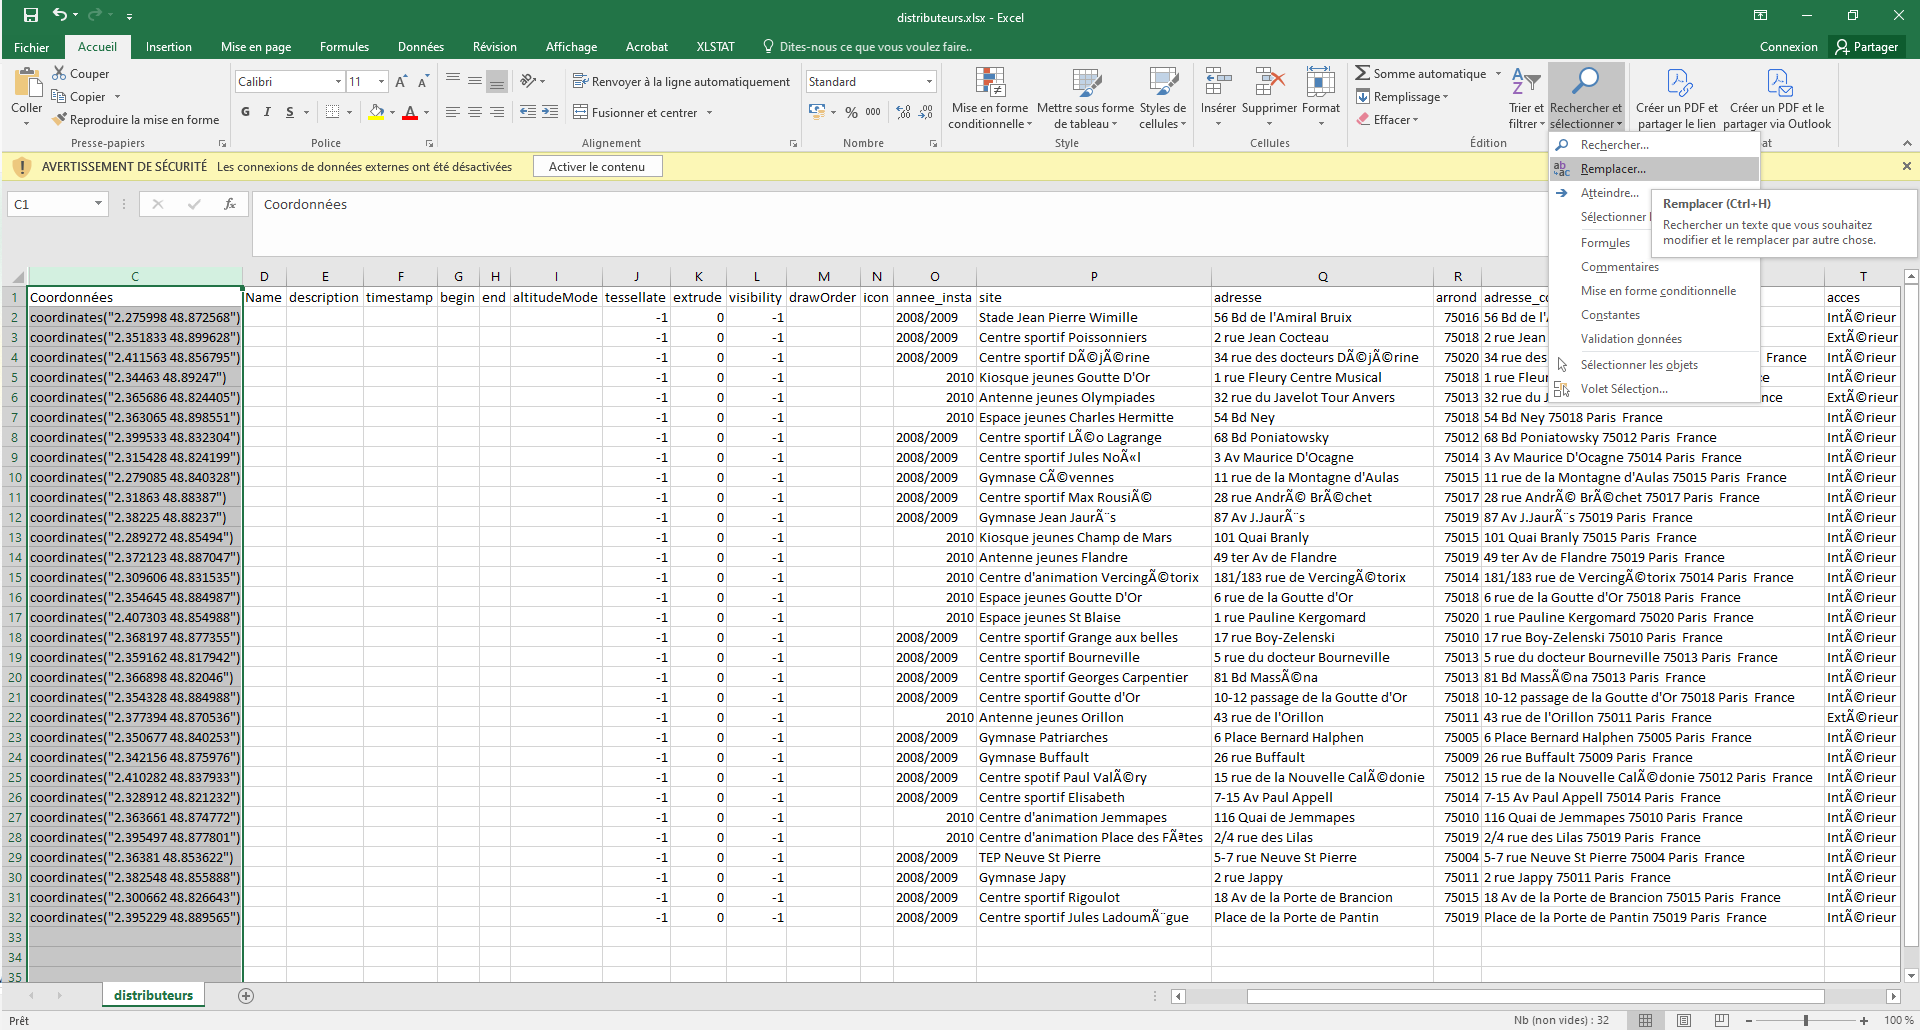 distributeurs.xlsx - Excel
Fichier Accueil Insertion Mise en page Formules Données Révision Affichage Acrobat XLSTAT Dites-nous ce que vous voulez faire.. Connexion Partager
Coller
Couper
Copier
Reproduire la mise en forme
Presse-papiers
Calibri 11
G I S
Police
Renvoyer à la ligne automatiquement
Fusionner et centrer
Alignement
Standard
% 000
Nombre
Mise en forme conditionnelle
Mettre sous forme de tableau
Styles de cellules
Style
Insérer Supprimer Format
Cellules
Somme automatique
Remplissage
Effacer
Trier et filtrer
Rechercher et sélectionner
Édition
Créer un PDF et partager le lien
Créer un PDF et le partager via Outlook
at
AVERTISSEMENT DE SÉCURITÉ Les connexions de données externes ont été désactivées Activer le contenu
Rechercher...
Remplacer...
Atteindre...
Sélectionner l
Formules
Commentaires
Mise en forme conditionnelle
Constantes
Validation données
Sélectionner les objets
Volet Sélection...
Remplacer (Ctrl+H)
Rechercher un texte que vous souhaitez
modifier et le remplacer par autre chose.
C1 fx Coordonnées
C D E F G H I J K L M N O P Q R T
1 Coordonnées Name description timestamp begin end altitudeMode tessellate extrude visibility drawOrder icon annee_insta site adresse arrond adresse_co acces
2 coordinates("2.275998 48.872568") -1 0 -1 2008/2009 Stade Jean Pierre Wimille 56 Bd de l'Amiral Bruix 75016 56 Bd de l'A IntÃ©rieur
3 coordinates("2.351833 48.899628") -1 0 -1 2008/2009 Centre sportif Poissonniers 2 rue Jean Cocteau 75018 2 rue Jean ExtÃ©rieur
4 coordinates("2.411563 48.856795") -1 0 -1 2008/2009 Centre sportif DÃ©jÃ©rine 34 rue des docteurs DÃ©jÃ©rine 75020 34 rue des France IntÃ©rieur
5 coordinates("2.34463 48.89247") -1 0 -1 2010 Kiosque jeunes Goutte D'Or 1 rue Fleury Centre Musical 75018 1 rue Fleur e IntÃ©rieur
6 coordinates("2.365686 48.824405") -1 0 -1 2010 Antenne jeunes Olympiades 32 rue du Javelot Tour Anvers 75013 32 rue du J nce ExtÃ©rieur
7 coordinates("2.363065 48.898551") -1 0 -1 2010 Espace jeunes Charles Hermitte 54 Bd Ney 75018 54 Bd Ney 75018 Paris France IntÃ©rieur
8 coordinates("2.399533 48.832304") -1 0 -1 2008/2009 Centre sportif LÃ©o Lagrange 68 Bd Poniatowsky 75012 68 Bd Poniatowsky 75012 Paris France IntÃ©rieur
9 coordinates("2.315428 48.824199") -1 0 -1 2008/2009 Centre sportif Jules NoÃ«l 3 Av Maurice D'Ocagne 75014 3 Av Maurice D'Ocagne 75014 Paris France IntÃ©rieur
10 coordinates("2.279085 48.840328") -1 0 -1 2008/2009 Gymnase CÃ©vennes 11 rue de la Montagne d'Aulas 75015 11 rue de la Montagne d'Aulas 75015 Paris France IntÃ©rieur
11 coordinates("2.31863 48.88387") -1 0 -1 2008/2009 Centre sportif Max RousiÃ© 28 rue AndrÃ© BrÃ©chet 75017 28 rue AndrÃ© BrÃ©chet 75017 Paris France IntÃ©rieur
12 coordinates("2.38225 48.88237") -1 0 -1 2008/2009 Gymnase Jean JaurÃ¨s 87 Av J.JaurÃ¨s 75019 87 Av J.JaurÃ¨s 75019 Paris France IntÃ©rieur
13 coordinates("2.289272 48.85494") -1 0 -1 2010 Kiosque jeunes Champ de Mars 101 Quai Branly 75015 101 Quai Branly 75015 Paris France IntÃ©rieur
14 coordinates("2.372123 48.887047") -1 0 -1 2010 Antenne jeunes Flandre 49 ter Av de Flandre 75019 49 ter Av de Flandre 75019 Paris France IntÃ©rieur
15 coordinates("2.309606 48.831535") -1 0 -1 2010 Centre d'animation VercingÃ©torix 181/183 rue de VercingÃ©torix 75014 181/183 rue de VercingÃ©torix 75014 Paris France IntÃ©rieur
16 coordinates("2.354645 48.884987") -1 0 -1 2010 Espace jeunes Goutte D'Or 6 rue de la Goutte d'Or 75018 6 rue de la Goutte d'Or 75018 Paris France IntÃ©rieur
17 coordinates("2.407303 48.854988") -1 0 -1 2010 Espace jeunes St Blaise 1 rue Pauline Kergomard 75020 1 rue Pauline Kergomard 75020 Paris France IntÃ©rieur
18 coordinates("2.368197 48.877355") -1 0 -1 2008/2009 Centre sportif Grange aux belles 17 rue Boy-Zelenski 75010 17 rue Boy-Zelenski 75010 Paris France IntÃ©rieur
19 coordinates("2.359162 48.817942") -1 0 -1 2008/2009 Centre sportif Bourneville 5 rue du docteur Bourneville 75013 5 rue du docteur Bourneville 75013 Paris France IntÃ©rieur
20 coordinates("2.366898 48.82046") -1 0 -1 2008/2009 Centre sportif Georges Carpentier 81 Bd MassÃ©na 75013 81 Bd MassÃ©na 75013 Paris France IntÃ©rieur
21 coordinates("2.354328 48.884988") -1 0 -1 2008/2009 Centre sportif Goutte d'Or 10-12 passage de la Goutte d'Or 75018 10-12 passage de la Goutte d'Or 75018 Paris France IntÃ©rieur
22 coordinates("2.377394 48.870536") -1 0 -1 2010 Antenne jeunes Orillon 43 rue de l'Orillon 75011 43 rue de l'Orillon 75011 Paris France ExtÃ©rieur
23 coordinates("2.350677 48.840253") -1 0 -1 2008/2009 Gymnase Patriarches 6 Place Bernard Halphen 75005 6 Place Bernard Halphen 75005 Paris France IntÃ©rieur
24 coordinates("2.342156 48.875976") -1 0 -1 2008/2009 Gymnase Buffault 26 rue Buffault 75009 26 rue Buffault 75009 Paris France IntÃ©rieur
25 coordinates("2.410282 48.837933") -1 0 -1 2008/2009 Centre spotif Paul ValÃ©ry 15 rue de la Nouvelle CalÃ©donie 75012 15 rue de la Nouvelle CalÃ©donie 75012 Paris France IntÃ©rieur
26 coordinates("2.328912 48.821232") -1 0 -1 2008/2009 Centre sportif Elisabeth 7-15 Av Paul Appell 75014 7-15 Av Paul Appell 75014 Paris France IntÃ©rieur
27 coordinates("2.363661 48.874772") -1 0 -1 2010 Centre d'animation Jemmapes 116 Quai de Jemmapes 75010 116 Quai de Jemmapes 75010 Paris France IntÃ©rieur
28 coordinates("2.395497 48.877801") -1 0 -1 2010 Centre d'animation Place des FÃªtes 2/4 rue des Lilas 75019 2/4 rue des Lilas 75019 Paris France IntÃ©rieur
29 coordinates("2.36381 48.853622") -1 0 -1 2008/2009 TEP Neuve St Pierre 5-7 rue Neuve St Pierre 75004 5-7 rue Neuve St Pierre 75004 Paris France IntÃ©rieur
30 coordinates("2.382548 48.855888") -1 0 -1 2008/2009 Gymnase Japy 2 rue Jappy 75011 2 rue Jappy 75011 Paris France IntÃ©rieur
31 coordinates("2.300662 48.826643") -1 0 -1 2008/2009 Centre sportif Rigoulot 18 Av de la Porte de Brancion 75015 18 Av de la Porte de Brancion 75015 Paris France IntÃ©rieur
32 coordinates("2.395229 48.889565") -1 0 -1 2008/2009 Centre sportif Jules LadoumÃ¨gue Place de la Porte de Pantin 75019 Place de la Porte de Pantin 75019 Paris France IntÃ©rieur
33
34
35
distributeurs
Prêt Nb (non vides) : 32 100 %